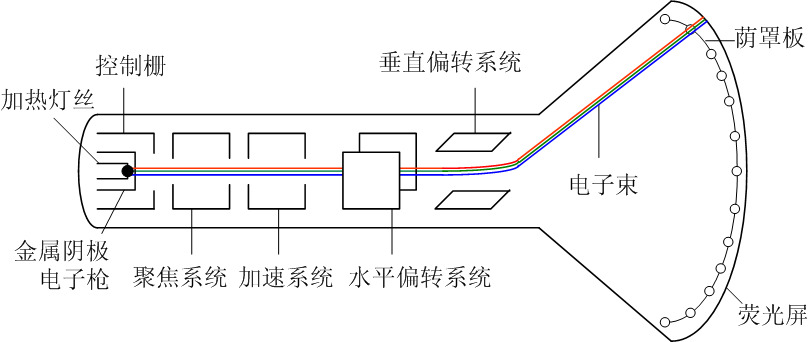 垂直偏转系统
荫罩板
控制栅
加热灯丝
电子束
金属阴极
电子枪
聚焦系统
加速系统
水平偏转系统
荧光屏